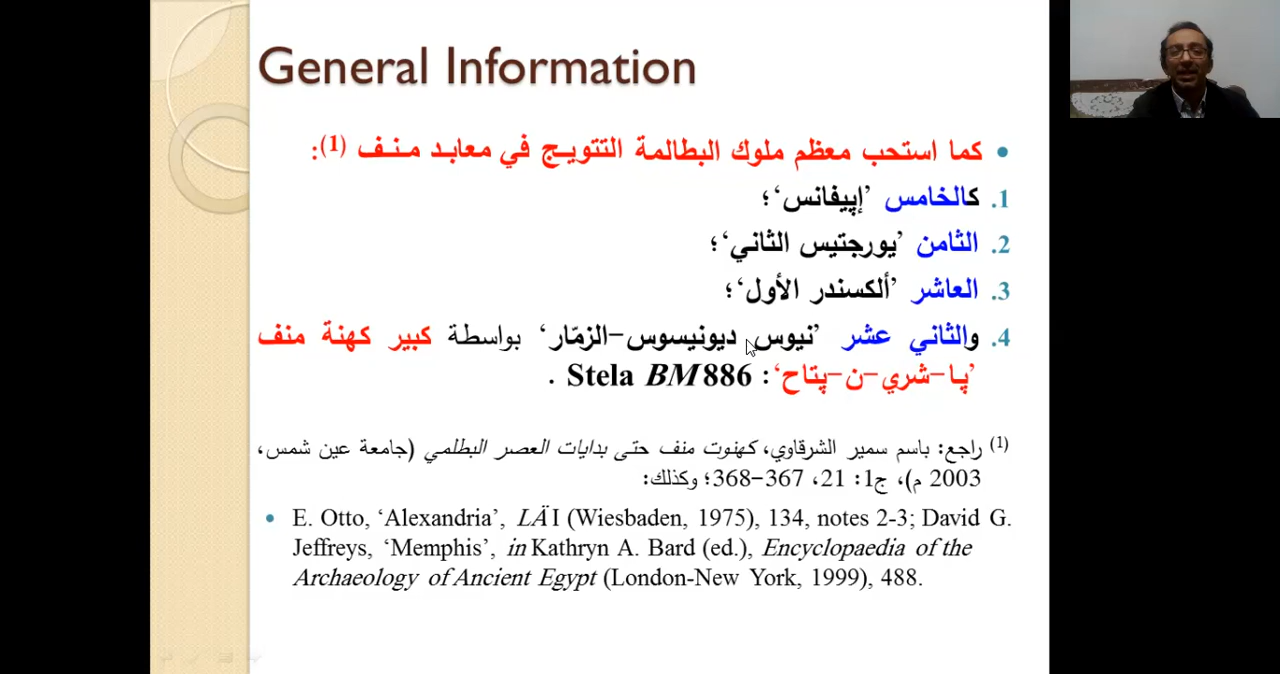 General Information
• كما استحب معظم ملوك البطالمة التتويج في معابد منف (1):
1. كالخامس ’إپيفانس‘؛
2. الثامن ’يورجتيس الثاني‘؛
3. العاشر ’ألكسندر الأول‘؛
4. والثاني عشر ’نيوس ديونيسوس-الزمّار‘ بواسطة كبير كهنة منف
’پا-شري-ن-پتاح‘: Stela BM 886 .
(1) راجع: باسم سمير الشرقاوي، كهنوت منف حتى بدايات العصر البطلمي (جامعة عين شمس،
2003 م)، ج1: 21، 367-368؛ وكذلك:
• E. Otto, ‘Alexandria’, LÄ I (Wiesbaden, 1975), 134, notes 2-3; David G.
Jeffreys, ‘Memphis’, in Kathryn A. Bard (ed.), Encyclopaedia of the
Archaeology of Ancient Egypt (London-New York, 1999), 488.